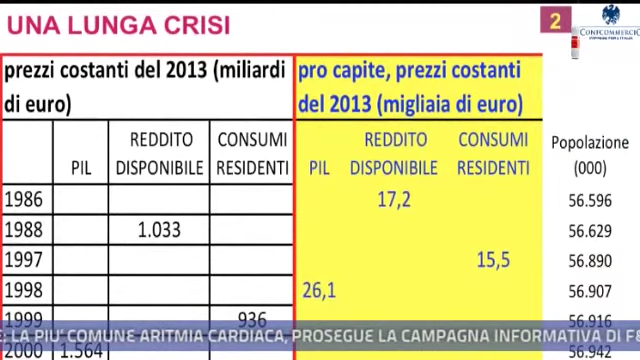 UNA LUNGA CRISI
2
CONFCOMMERCIO
IMPRESE PER L'ITALIA
prezzi costanti del 2013 (miliardi
di euro)
pro capite, prezzi costanti
del 2013 (migliaia di euro)
PIL REDDITO DISPONIBILE CONSUMI RESIDENTI PIL REDDITO DISPONIBILE CONSUMI RESIDENTI Popolazione (000)
1986 17,2 56.596
1988 1.033 56.629
1997 15,5 56.890
1998 26,1 56.907
1999 936 56.916
E: LA PIU' COMUNE ARITMIA CARDIACA, PROSEGUE LA CAMPAGNA INFORMATIVA DI F&
2000 1.564 56.942